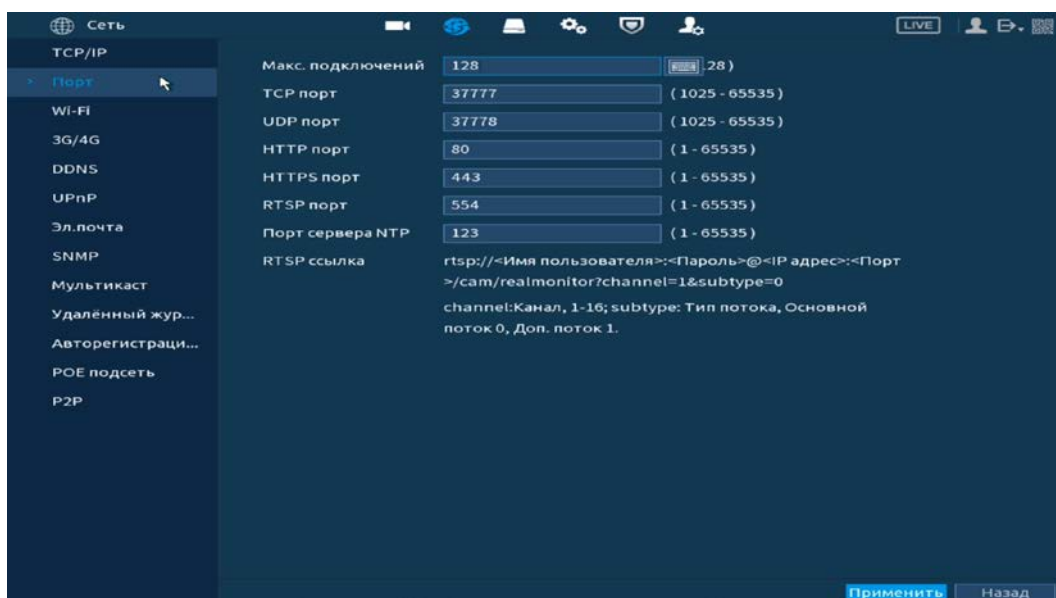 Сеть
LIVE
TCP/IP
Порт
Wi-Fi
3G/4G
DDNS
UPnP
Эл.почта
SNMP
Мультикаст
Удалённый жур...
Авторегистраци...
POE подсеть
P2P
Макс. подключений 128 28 )
TCP порт 37777 ( 1025 - 65535 )
UDP порт 37778 ( 1025 - 65535 )
HTTP порт 80 ( 1 - 65535 )
HTTPS порт 443 ( 1 - 65535 )
RTSP порт 554 ( 1 - 65535 )
Порт сервера NTP 123 ( 1 - 65535 )
RTSP ссылка rtsp://<Имя пользователя>:<Пароль>@<IP адрес>:<Порт
>/cam/realmonitor?channel=1&subtype=0
channel:Канал, 1-16; subtype: Тип потока, Основной
поток 0, Доп. поток 1.
Применить Назад